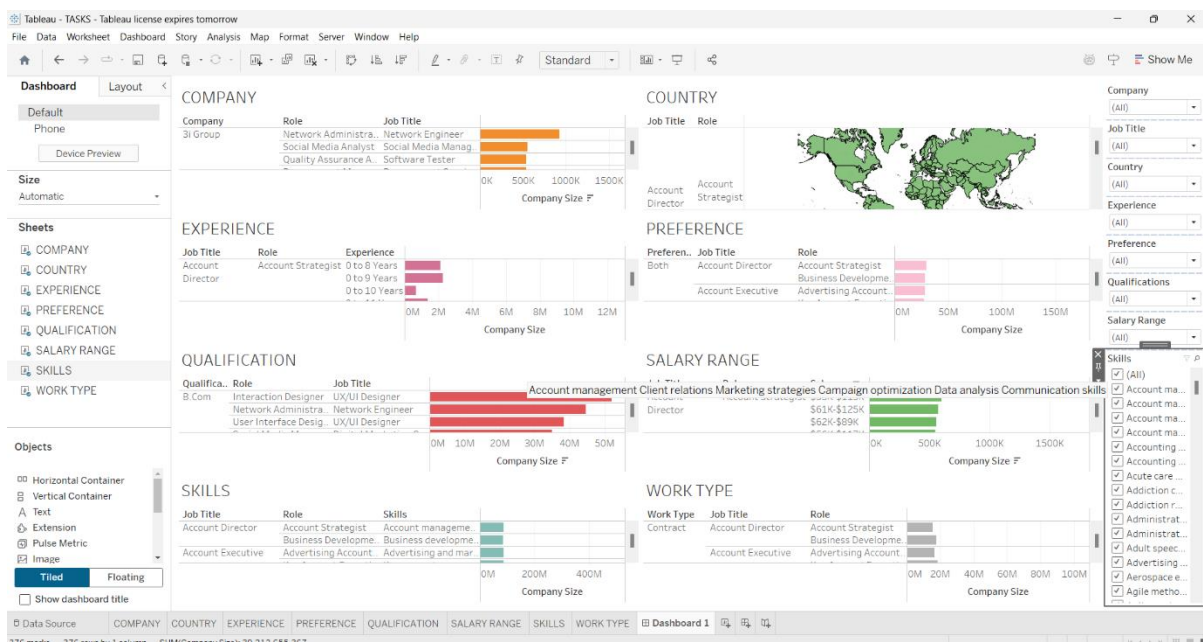 Tableau - TASKS - Tableau license expires tomorrow
File Data Worksheet Dashboard Story Analysis Map Format Server Window Help
Standard
Show Me
Dashboard Layout
Default
Phone
Device Preview
Size
Automatic
Sheets
COMPANY
COUNTRY
EXPERIENCE
PREFERENCE
QUALIFICATION
SALARY RANGE
SKILLS
WORK TYPE
Objects
Horizontal Container
Vertical Container
Text
Extension
Pulse Metric
Image
Tiled Floating
Show dashboard title
COMPANY
Company Role Job Title
3i Group Network Administra.. Network Engineer
Social Media Analyst Social Media Manag..
Quality Assurance A.. Software Tester
0K 500K 1000K 1500K
Company Size
COUNTRY
Job Title Role
Account Director Account Strategist
EXPERIENCE
Job Title Role Experience
Account Director Account Strategist 0 to 8 Years
0 to 9 Years
0 to 10 Years
0M 2M 4M 6M 8M 10M 12M
Company Size
PREFERENCE
Preferen.. Job Title Role
Both Account Director Account Strategist
Business Developme..
Account Executive Advertising Account..
0M 50M 100M 150M
Company Size
QUALIFICATION
Qualifica.. Role Job Title
B.Com Interaction Designer UX/UI Designer
Network Administra.. Network Engineer
User Interface Desig.. UX/UI Designer
0M 10M 20M 30M 40M 50M
Company Size
SALARY RANGE
Account management Client relations Marketing strategies Campaign optimization Data analysis Communication skills
Director
$61K-$125K
$62K-$89K
0K 500K 1000K 1500K
Company Size
SKILLS
Job Title Role Skills
Account Director Account Strategist Account manageme..
Business Developme.. Business developme..
Account Executive Advertising Account.. Advertising and mar..
0M 200M 400M
Company Size
WORK TYPE
Work Type Job Title Role
Contract Account Director Account Strategist
Business Developme..
Account Executive Advertising Account..
0M 20M 40M 60M 80M 100M
Company Size
Company
(All)
Job Title
(All)
Country
(All)
Experience
(All)
Preference
(All)
Qualifications
(All)
Salary Range
(All)
Skills
(All)
Account ma...
Account ma...
Account ma...
Account ma...
Accounting ...
Accounting ...
Acute care ...
Addiction c...
Addiction r...
Administrat...
Administrat...
Adult speec...
Advertising ...
Aerospace e...
Agile metho...
Data Source COMPANY COUNTRY EXPERIENCE PREFERENCE QUALIFICATION SALARY RANGE SKILLS WORK TYPE Dashboard 1